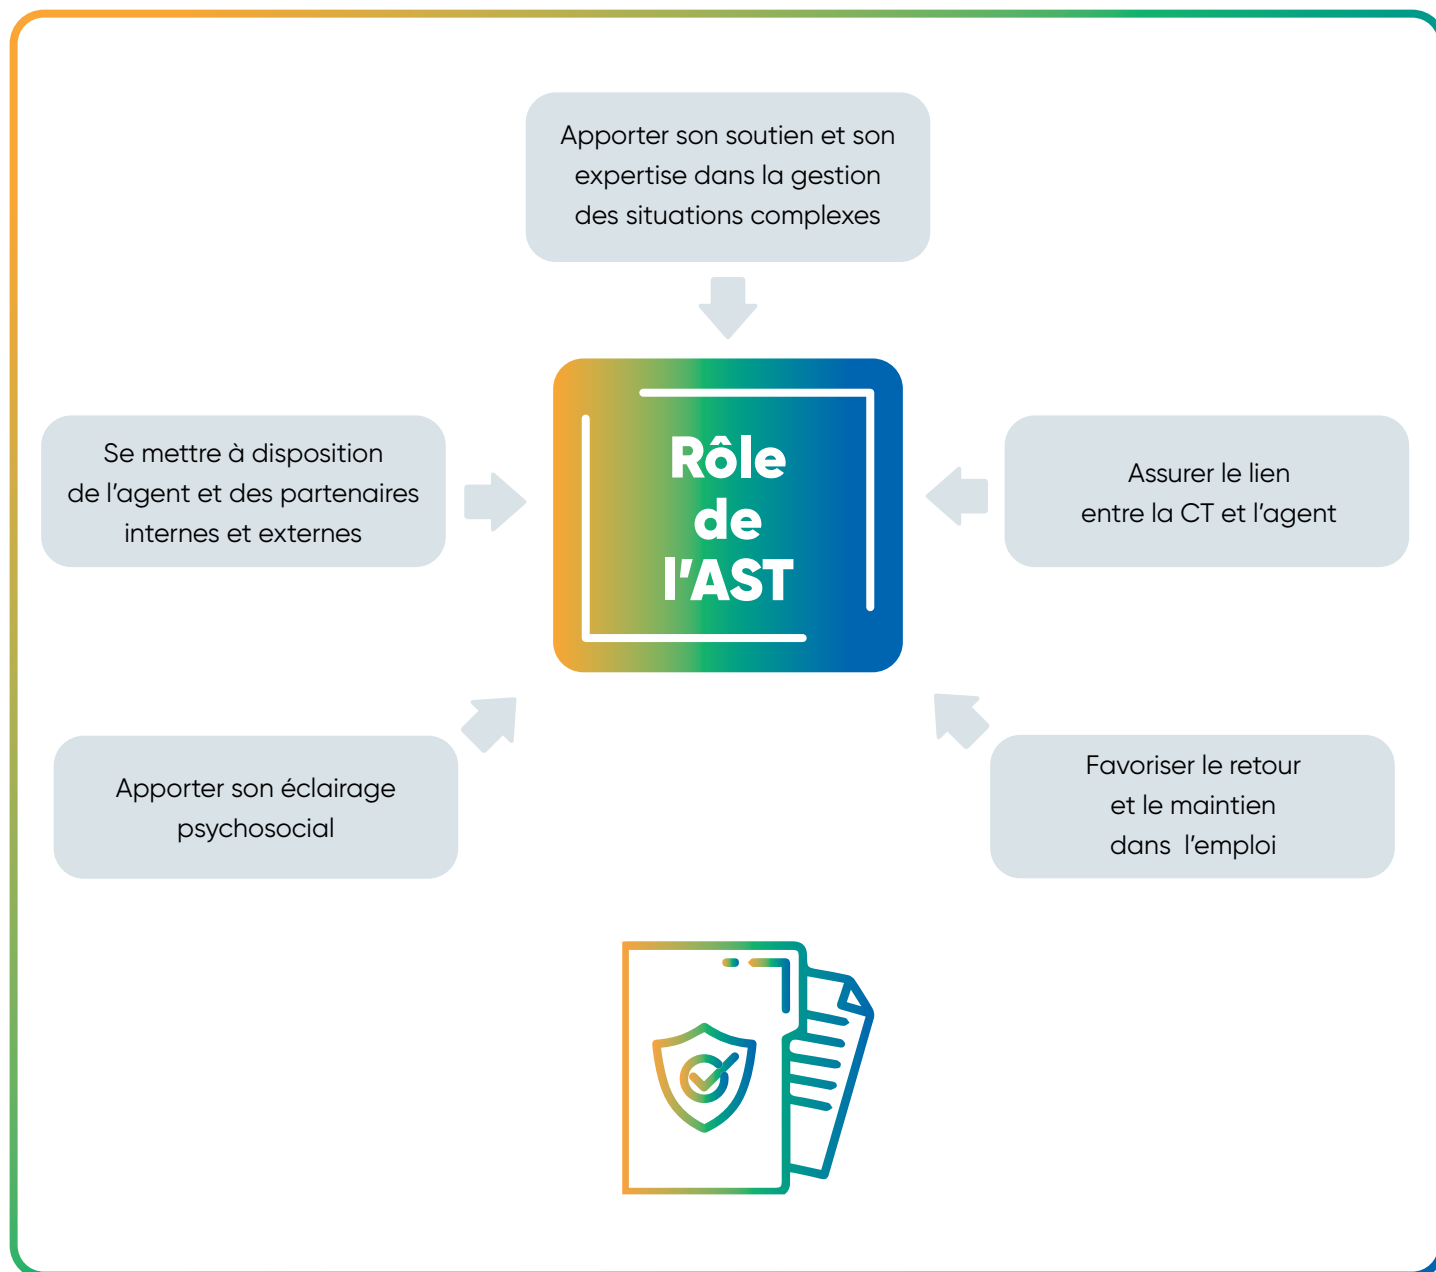 Apporter son soutien et son
expertise dans la gestion
des situations complexes
Se mettre à disposition
de l'agent et des partenaires
internes et externes
Rôle
de
l'AST
Assurer le lien
entre la CT et l'agent
Apporter son éclairage
psychosocial
Favoriser le retour
et le maintien
dans l'emploi